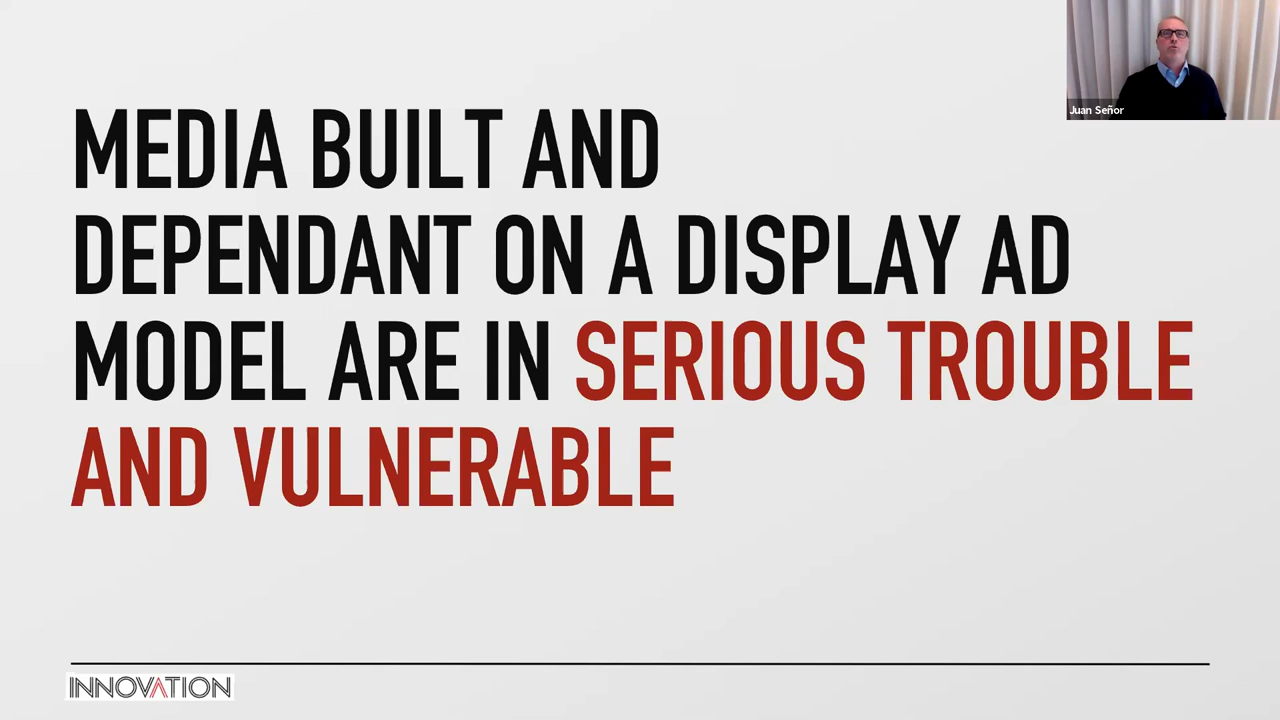 Juan Señor
MEDIA BUILT AND
DEPENDANT ON A DISPLAY AD
MODEL ARE IN SERIOUS TROUBLE
AND VULNERABLE
INNOVATION